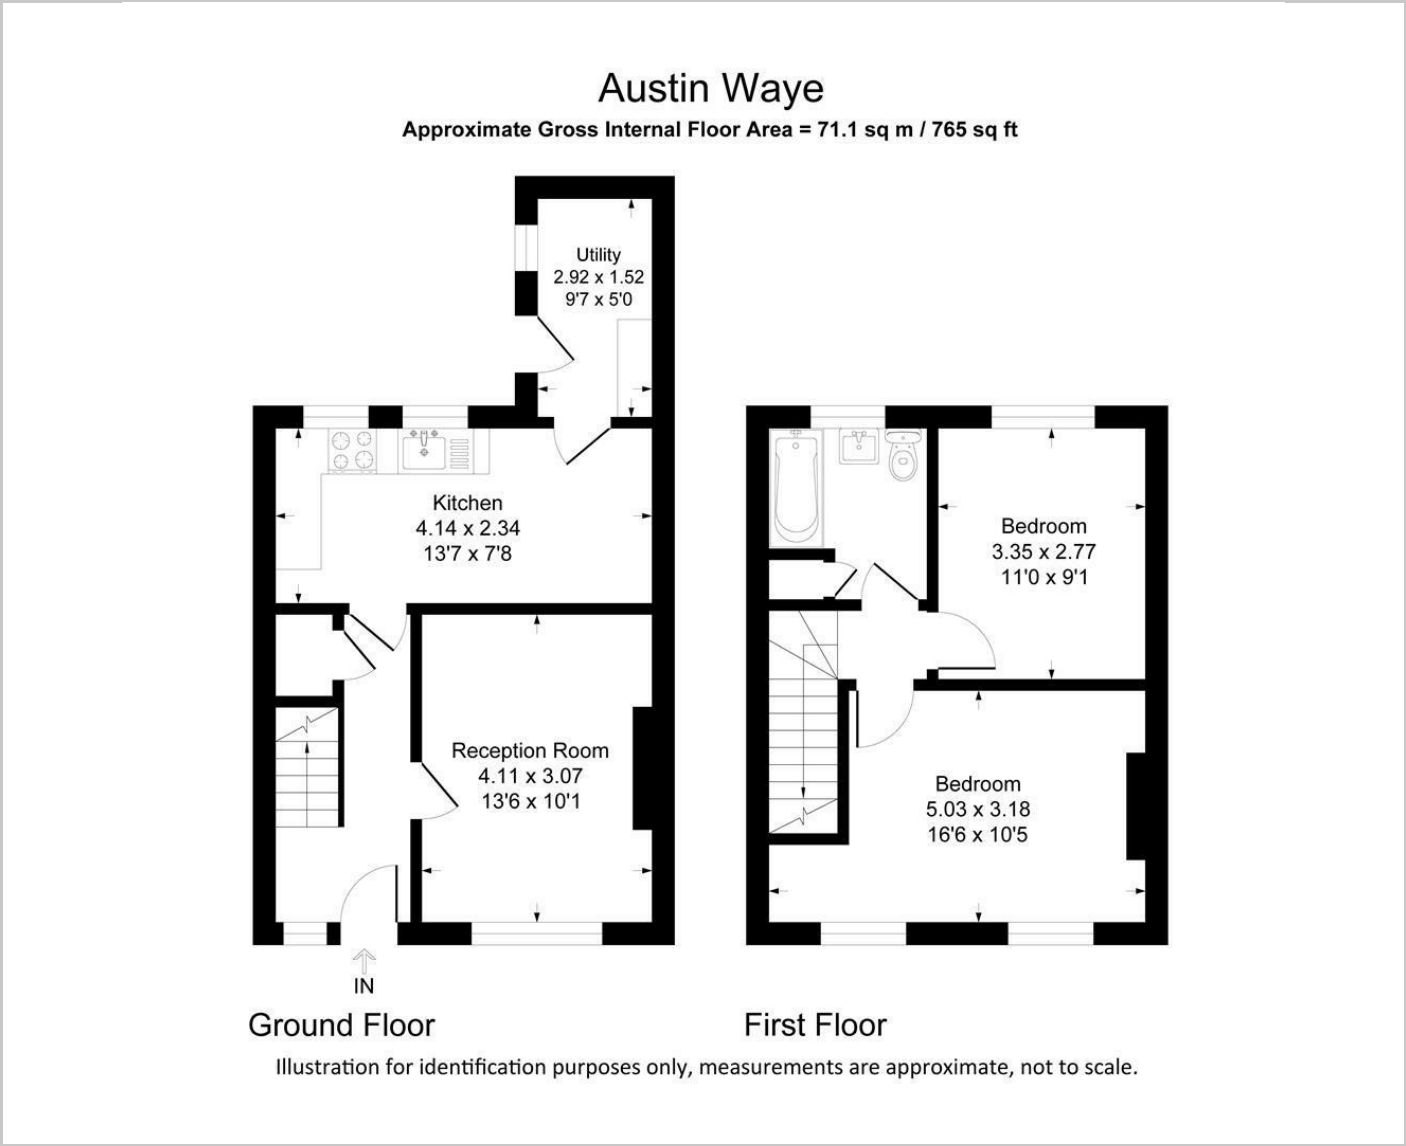 Austin Waye
Approximate Gross Internal Floor Area = 71.1 sq m / 765 sq ft
Utility
2.92 x 1.52
9'7 x 5'0
Kitchen
4.14 x 2.34
13'7 x 7'8
Reception Room
4.11 x 3.07
13'6 x 10'1
IN
Ground Floor
Bedroom
3.35 x 2.77
11'0 x 9'1
Bedroom
5.03 x 3.18
16'6 x 10'5
First Floor
Illustration for identification purposes only, measurements are approximate, not to scale.